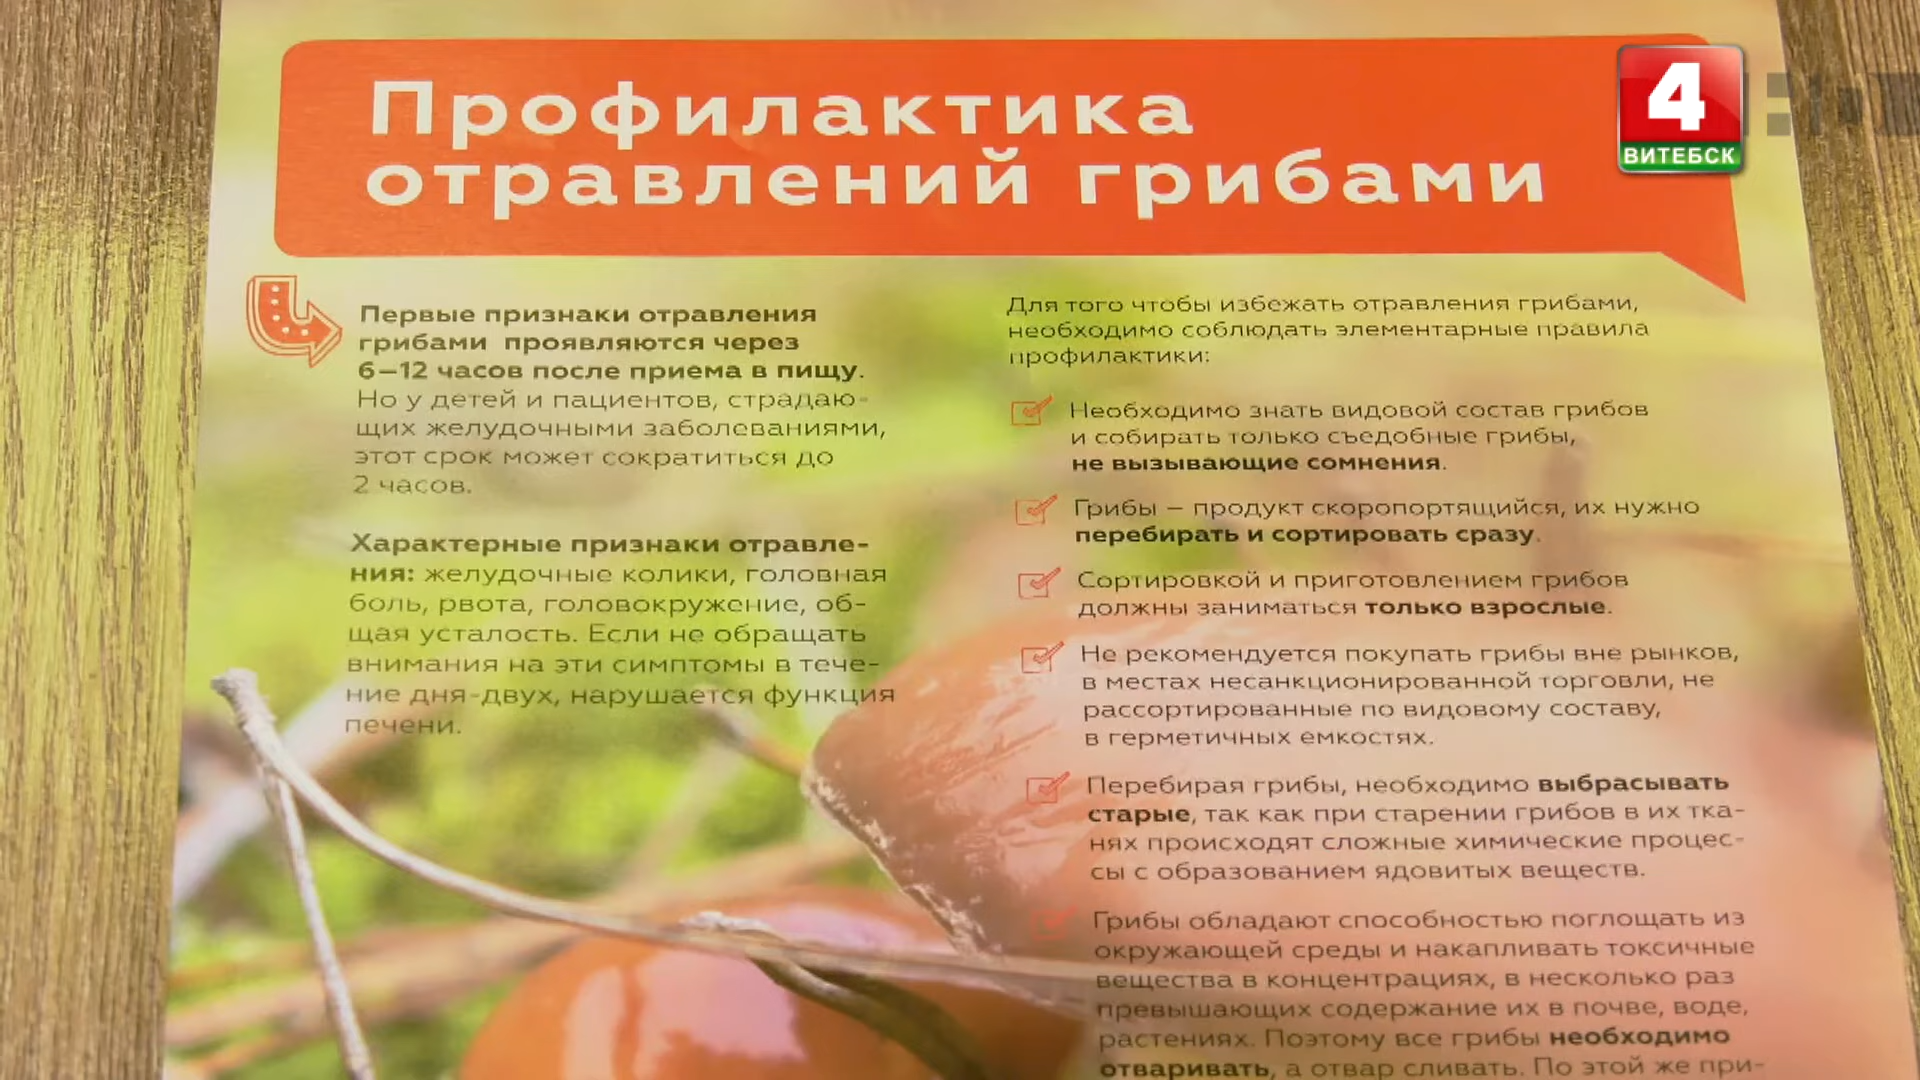 Профилактика
отравлений грибами
4
ВИТЕБСК
Первые признаки отравления
грибами проявляются через
6–12 часов после приема в пищу.
Но у детей и пациентов, страдаю-
щих желудочными заболеваниями,
этот срок может сократиться до
2 часов.
Характерные признаки отравле-
ния: желудочные колики, головная
боль, рвота, головокружение, об-
щая усталость. Если не обращать
внимания на эти симптомы в тече-
ние дня-двух, нарушается функция
печени.
Для того чтобы избежать отравления грибами,
необходимо соблюдать элементарные правила
профилактики:
Необходимо знать видовой состав грибов
и собирать только съедобные грибы,
не вызывающие сомнения.
Грибы – продукт скоропортящийся, их нужно
перебирать и сортировать сразу.
Сортировкой и приготовлением грибов
должны заниматься только взрослые.
Не рекомендуется покупать грибы вне рынков,
в местах несанкционированной торговли, не
рассортированные по видовому составу,
в герметичных емкостях.
Перебирая грибы, необходимо выбрасывать
старые, так как при старении грибов в их тка-
нях происходят сложные химические процес-
сы с образованием ядовитых веществ.
Грибы обладают способностью поглощать из
окружающей среды и накапливать токсичные
вещества в концентрациях, в несколько раз
превышающих содержание их в почве, воде,
растениях. Поэтому все грибы необходимо
отваривать, а отвар сливать. По этой же при-